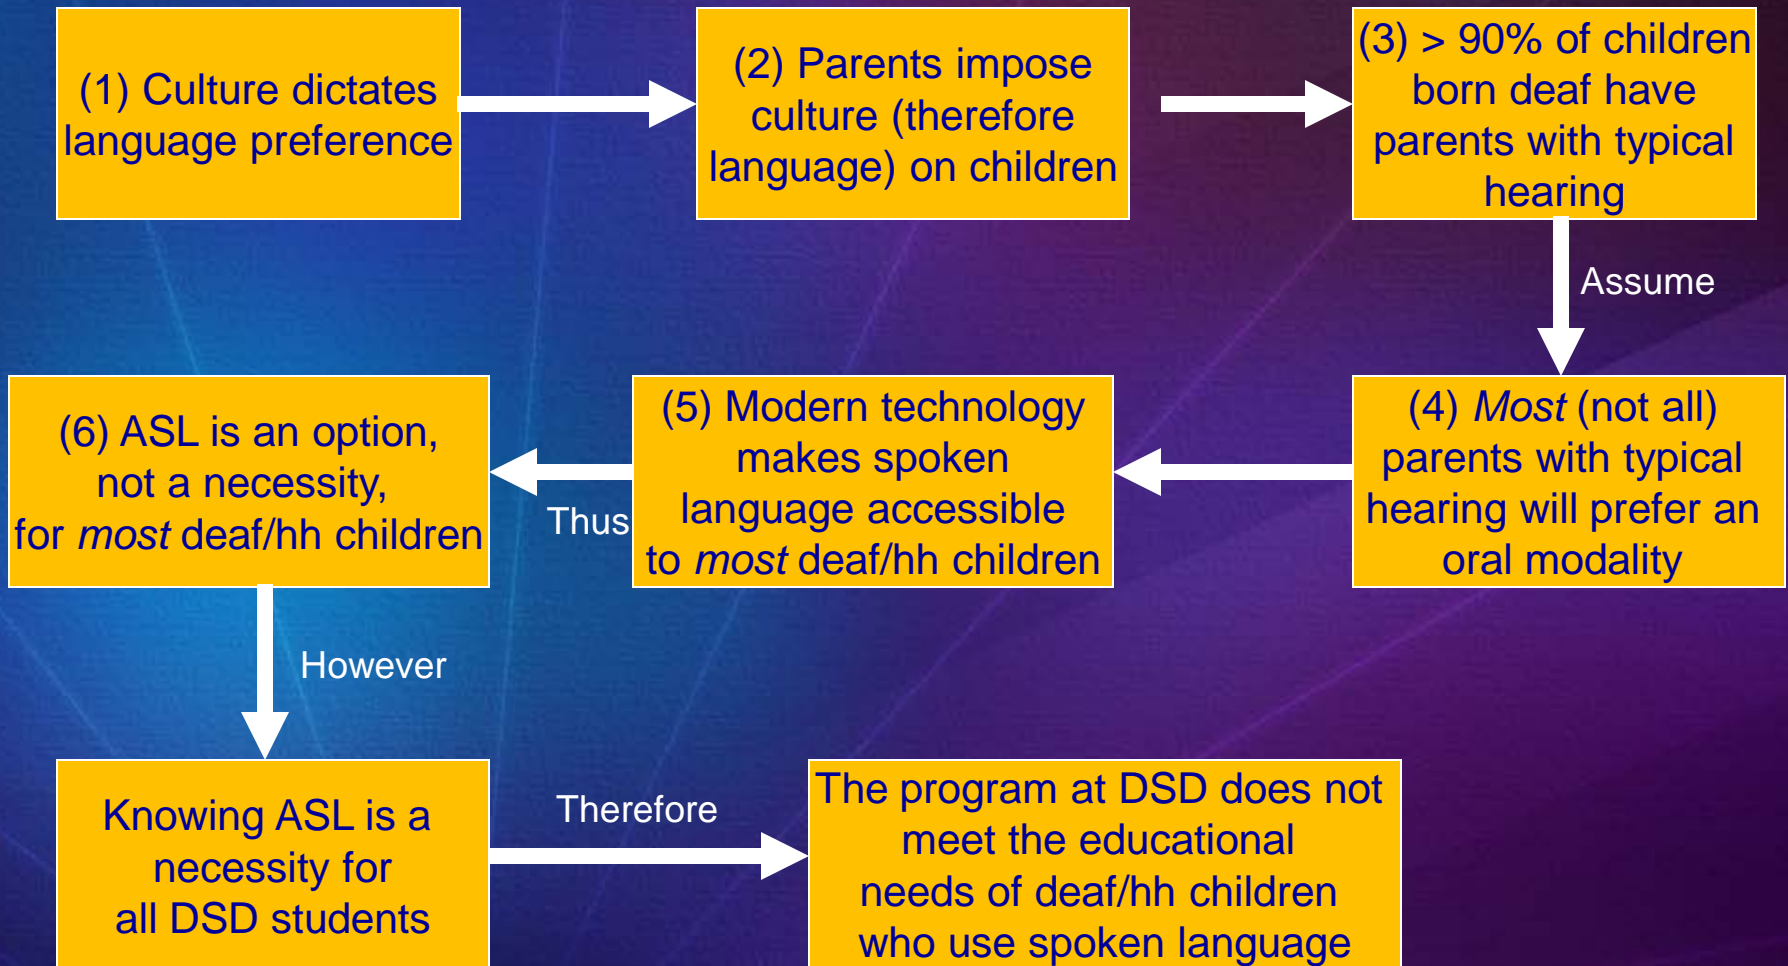 (1) Culture dictates
language preference
(2) Parents impose
culture (therefore
language) on children
(3) > 90% of children
born deaf have
parents with typical
hearing
Assume
(4) Most (not all)
parents with typical
hearing will prefer an
oral modality
(5) Modern technology
makes spoken
language accessible
to most deaf/hh children
Thus
(6) ASL is an option,
not a necessity,
for most deaf/hh children
However
Knowing ASL is a
necessity for
all DSD students
Therefore
The program at DSD does not
meet the educational
needs of deaf/hh children
who use spoken language